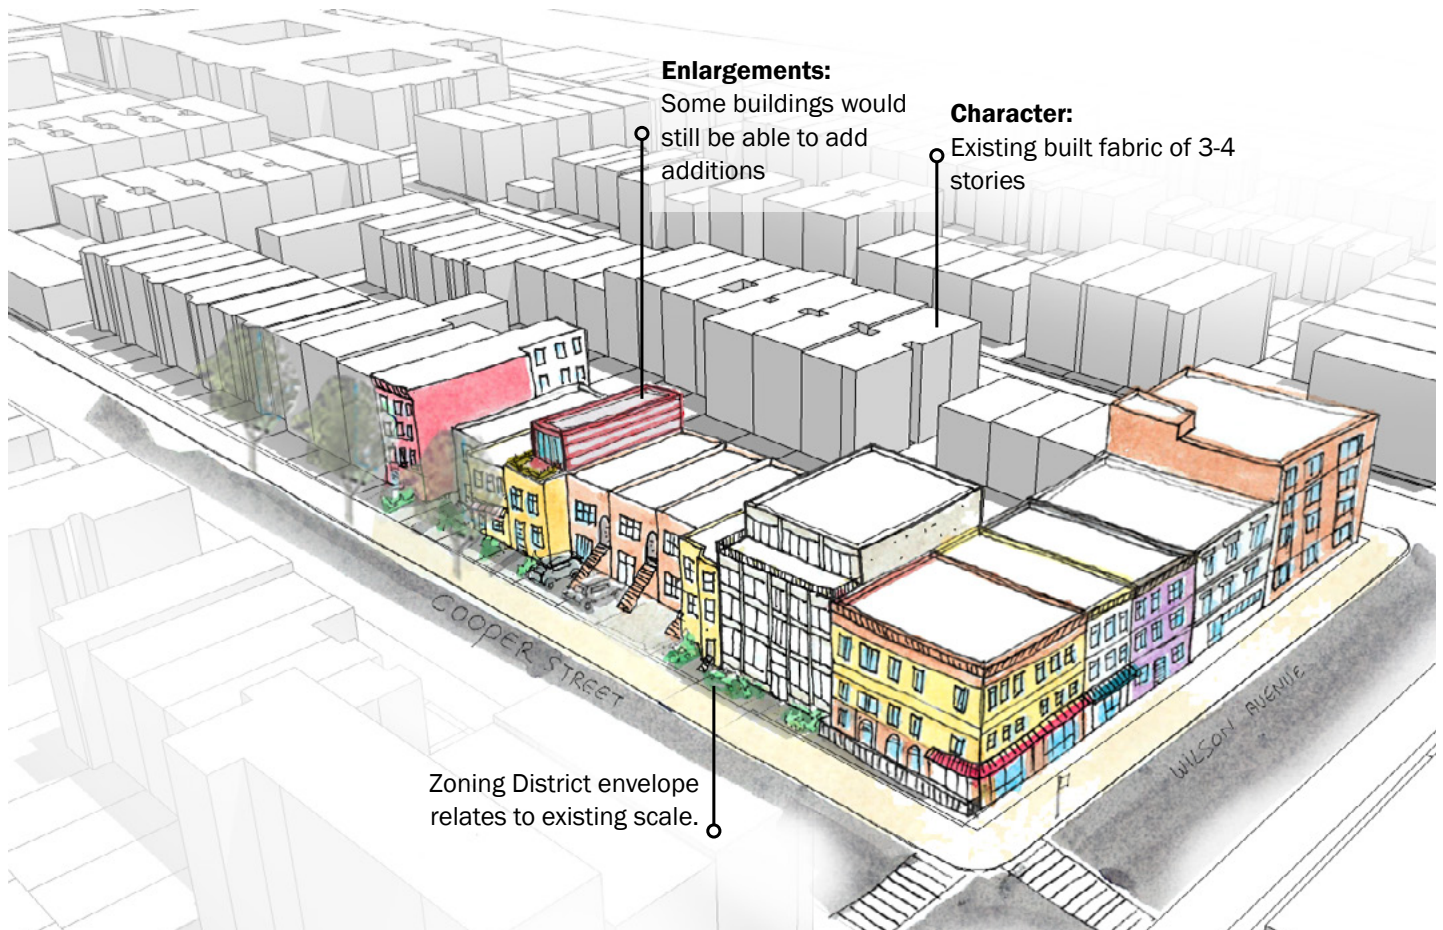 Enlargements:
Some buildings would
still be able to add
additions
Character:
Existing built fabric of 3-4
stories
COOPER STREET
WILSON AVENUE
Zoning District envelope
relates to existing scale.